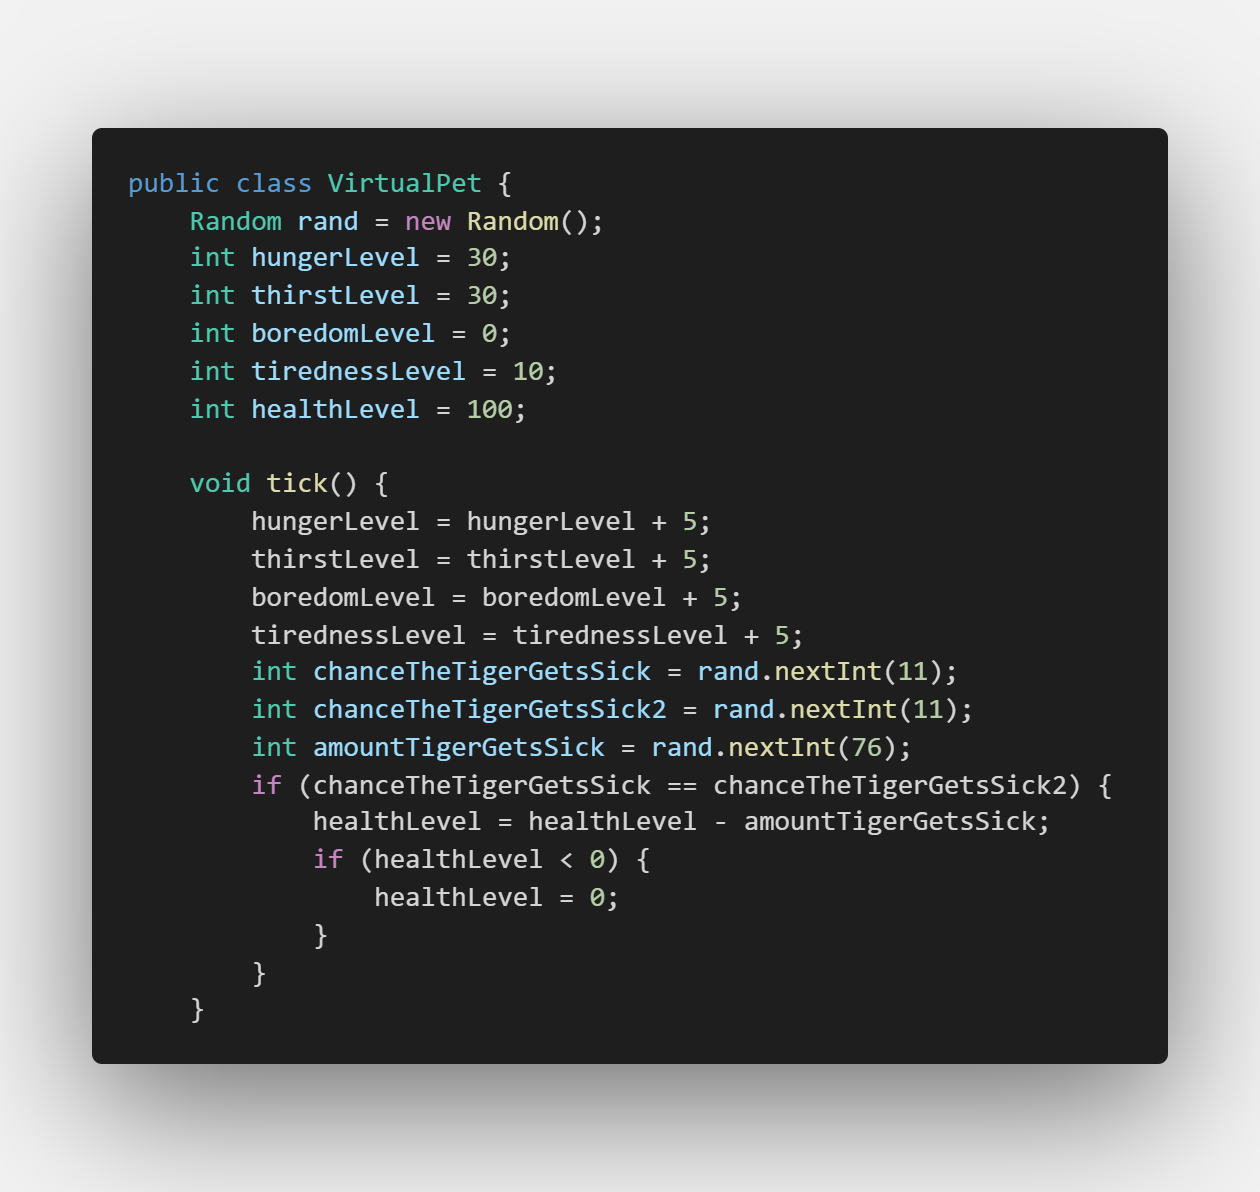 public class VirtualPet {
    Random rand = new Random();
    int hungerLevel = 30;
    int thirstLevel = 30;
    int boredomLevel = 0;
    int tirednessLevel = 10;
    int healthLevel = 100;

    void tick() {
        hungerLevel = hungerLevel + 5;
        thirstLevel = thirstLevel + 5;
        boredomLevel = boredomLevel + 5;
        tirednessLevel = tirednessLevel + 5;
        int chanceTheTigerGetsSick = rand.nextInt(11);
        int chanceTheTigerGetsSick2 = rand.nextInt(11);
        int amountTigerGetsSick = rand.nextInt(76);
        if (chanceTheTigerGetsSick == chanceTheTigerGetsSick2) {
            healthLevel = healthLevel - amountTigerGetsSick;
            if (healthLevel < 0) {
                healthLevel = 0;
            }
        }
    }